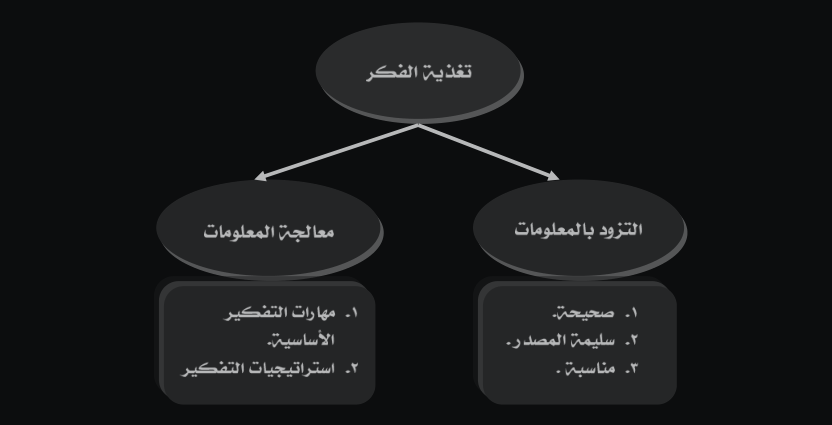 تغذية الفكر
التزود بالمعلومات
١. صحيحة.
٢. سليمة المصدر.
٣. مناسبة .
معالجة المعلومات
١. مهارات التفكير
الأساسية.
٢. استراتيجيات التفكير